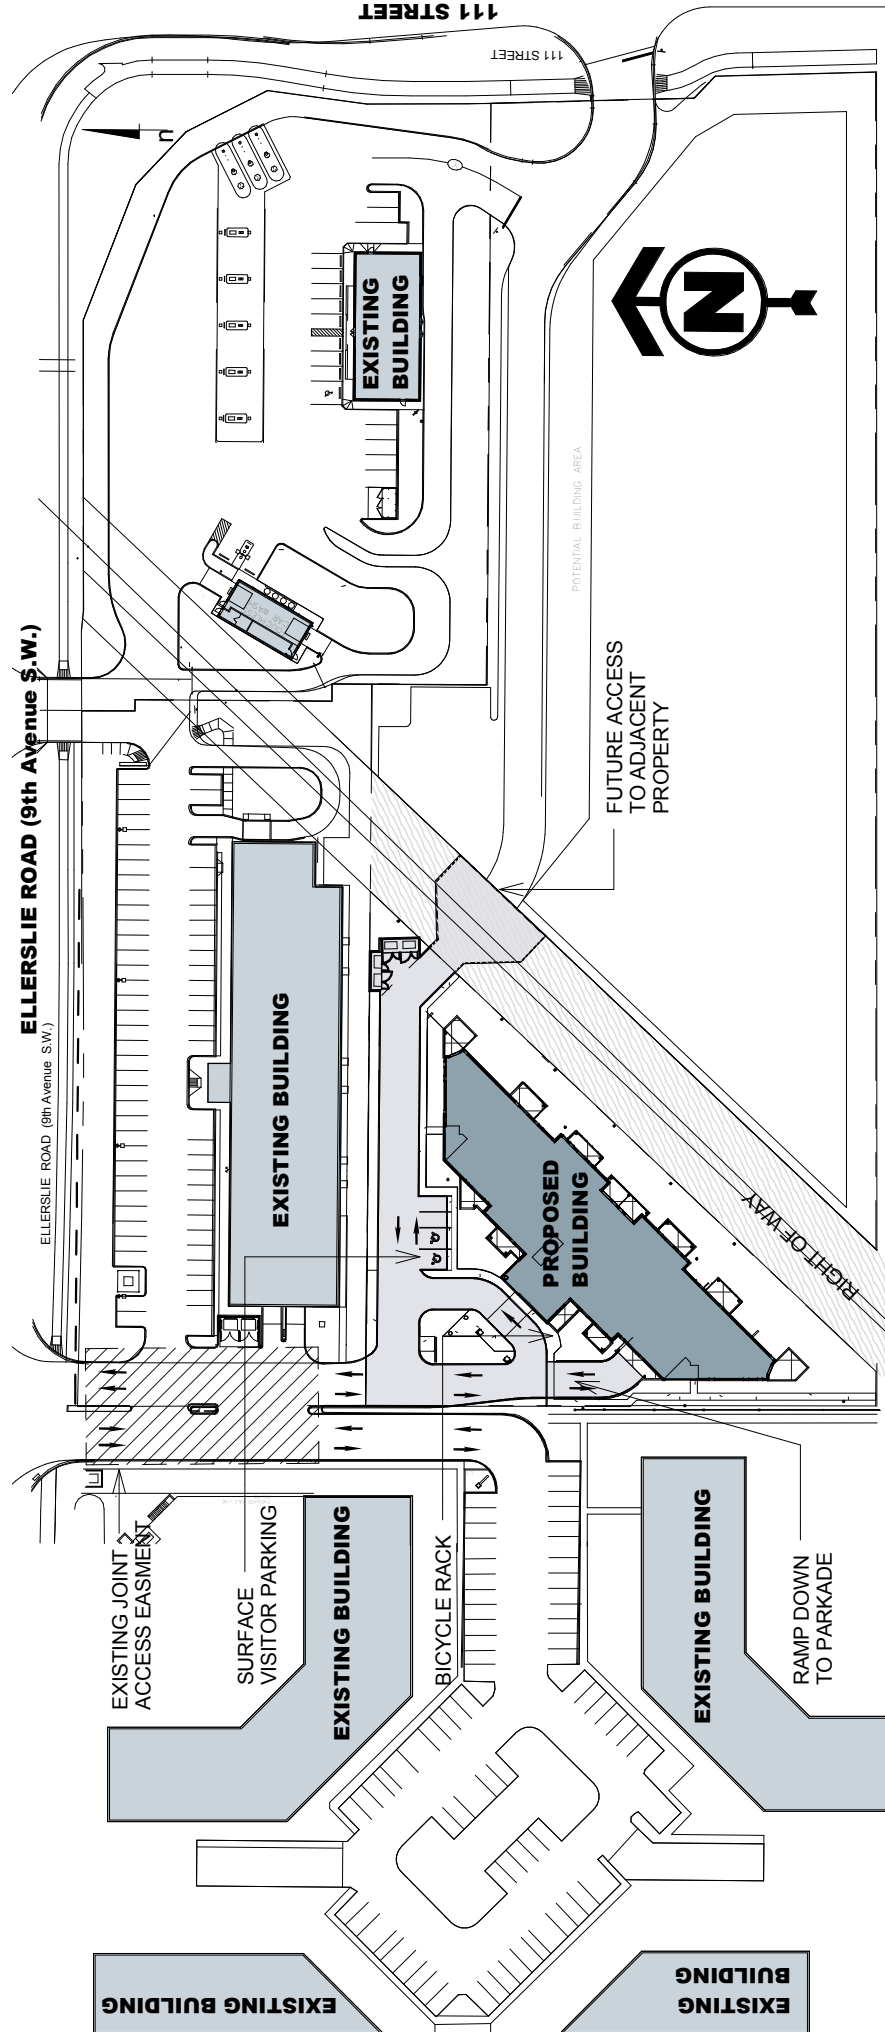 111 STREET
111 STREET
n
N
EXISTING
BUILDING
POTENTIAL BUILDING AREA
ELLERSLIE ROAD (9th Avenue S.W.)
ELLERSLIE ROAD (9th Avenue S.W.)
FUTURE ACCESS
TO ADJACENT
PROPERTY
EXISTING BUILDING
PROPOSED
BUILDING
RIGHT OF WAY
EXISTING JOINT
ACCESS EASMENT
SURFACE
VISITOR PARKING
BICYCLE RACK
RAMP DOWN
TO PARKADE
EXISTING BUILDING
EXISTING BUILDING
EXISTING BUILDING
EXISTING
BUILDING